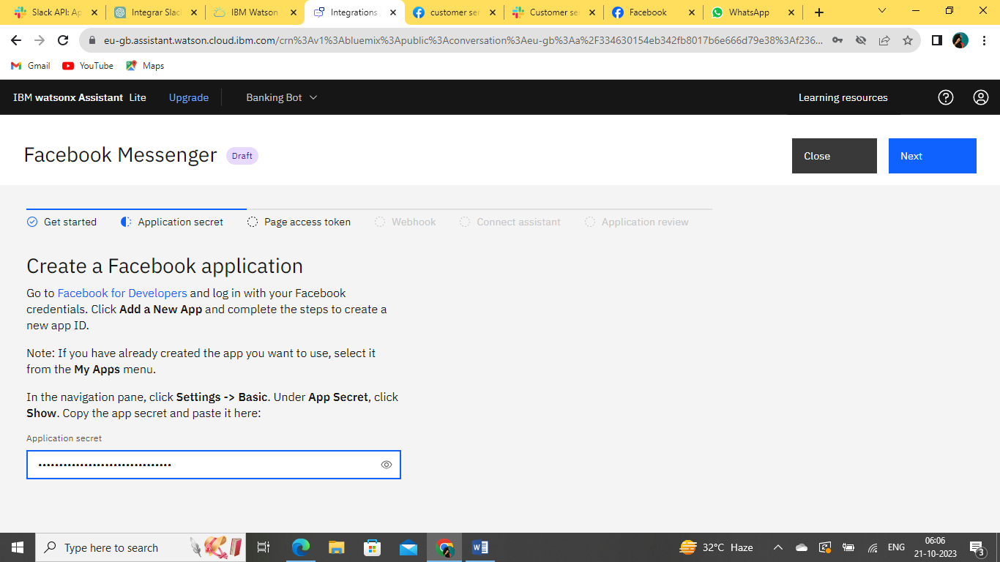 Slack API: Ap
Integrar Slac
IBM Watson
Integrations
customer ser
Customer se
Facebook
WhatsApp
eu-gb.assistant.watson.cloud.ibm.com/crn%3Av1%3Abluemix%3Apublic%3Aconversation%3Aeu-gb%3Aa%2F334630154eb342fb8017b6e666d79e38%3Af236...
Gmail
YouTube
Maps
IBM watsonx Assistant Lite
Upgrade
Banking Bot
Learning resources
Facebook Messenger
Draft
Close
Next
Get started
Application secret
Page access token
Webhook
Connect assistant
Application review
Create a Facebook application
Go to Facebook for Developers and log in with your Facebook
credentials. Click Add a New App and complete the steps to create a
new app ID.
Note: If you have already created the app you want to use, select it
from the My Apps menu.
In the navigation pane, click Settings -> Basic. Under App Secret, click
Show. Copy the app secret and paste it here:
Application secret
Type here to search
32°C Haze
ENG
06:06
21-10-2023
3